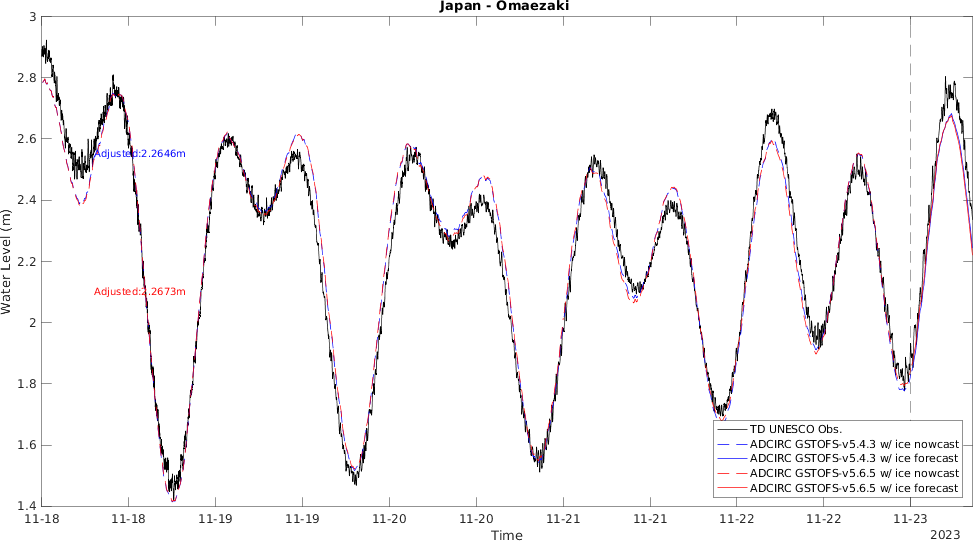 Japan - Omaezaki
3
2.8
2.6
2.4
2.2
2
1.8
1.6
1.4
Water Level (m)
Adjusted:2.2646m
Adjusted:2.2673m
TD UNESCO Obs.
ADCIRC GSTOFS-v5.4.3 w/ ice nowcast
ADCIRC GSTOFS-v5.4.3 w/ ice forecast
ADCIRC GSTOFS-v5.6.5 w/ ice nowcast
ADCIRC GSTOFS-v5.6.5 w/ ice forecast
11-18 11-18 11-19 11-19 11-20 11-20 11-21 11-21 11-22 11-22 11-23
Time
2023